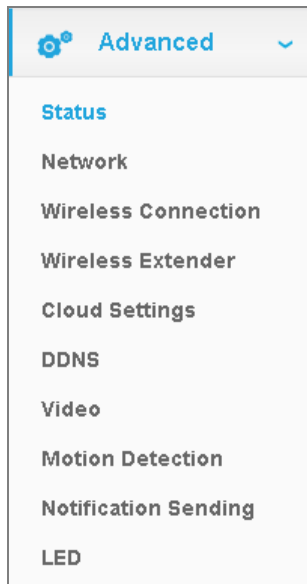 Advanced
Status
Network
Wireless Connection
Wireless Extender
Cloud Settings
DDNS
Video
Motion Detection
Notification Sending
LED